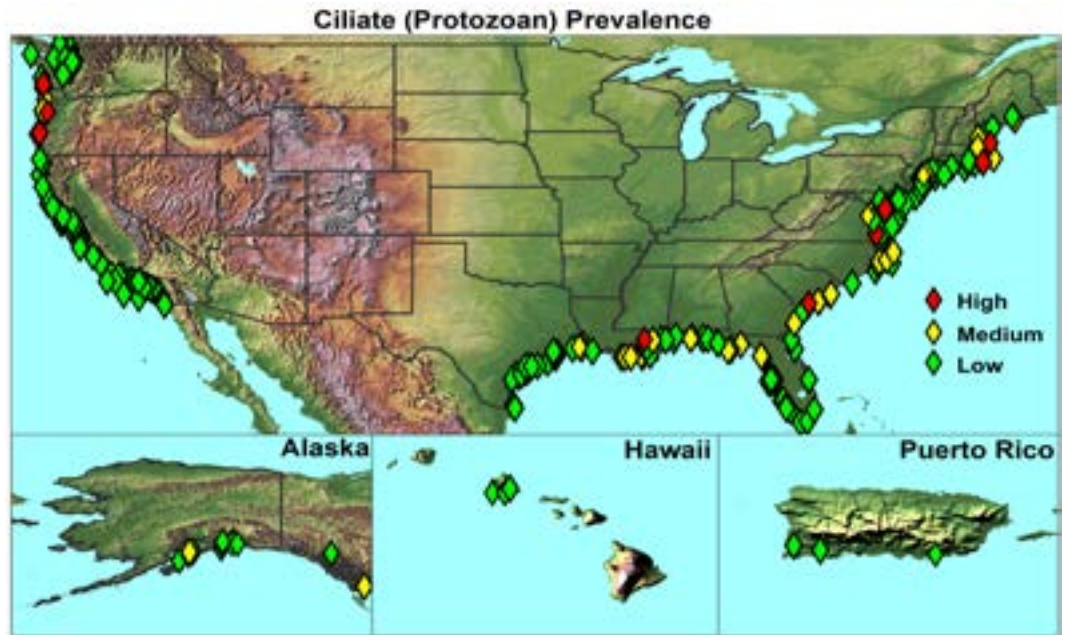 Ciliate (Protozoan) Prevalence
High
Medium
Low
Alaska
Hawaii
Puerto Rico